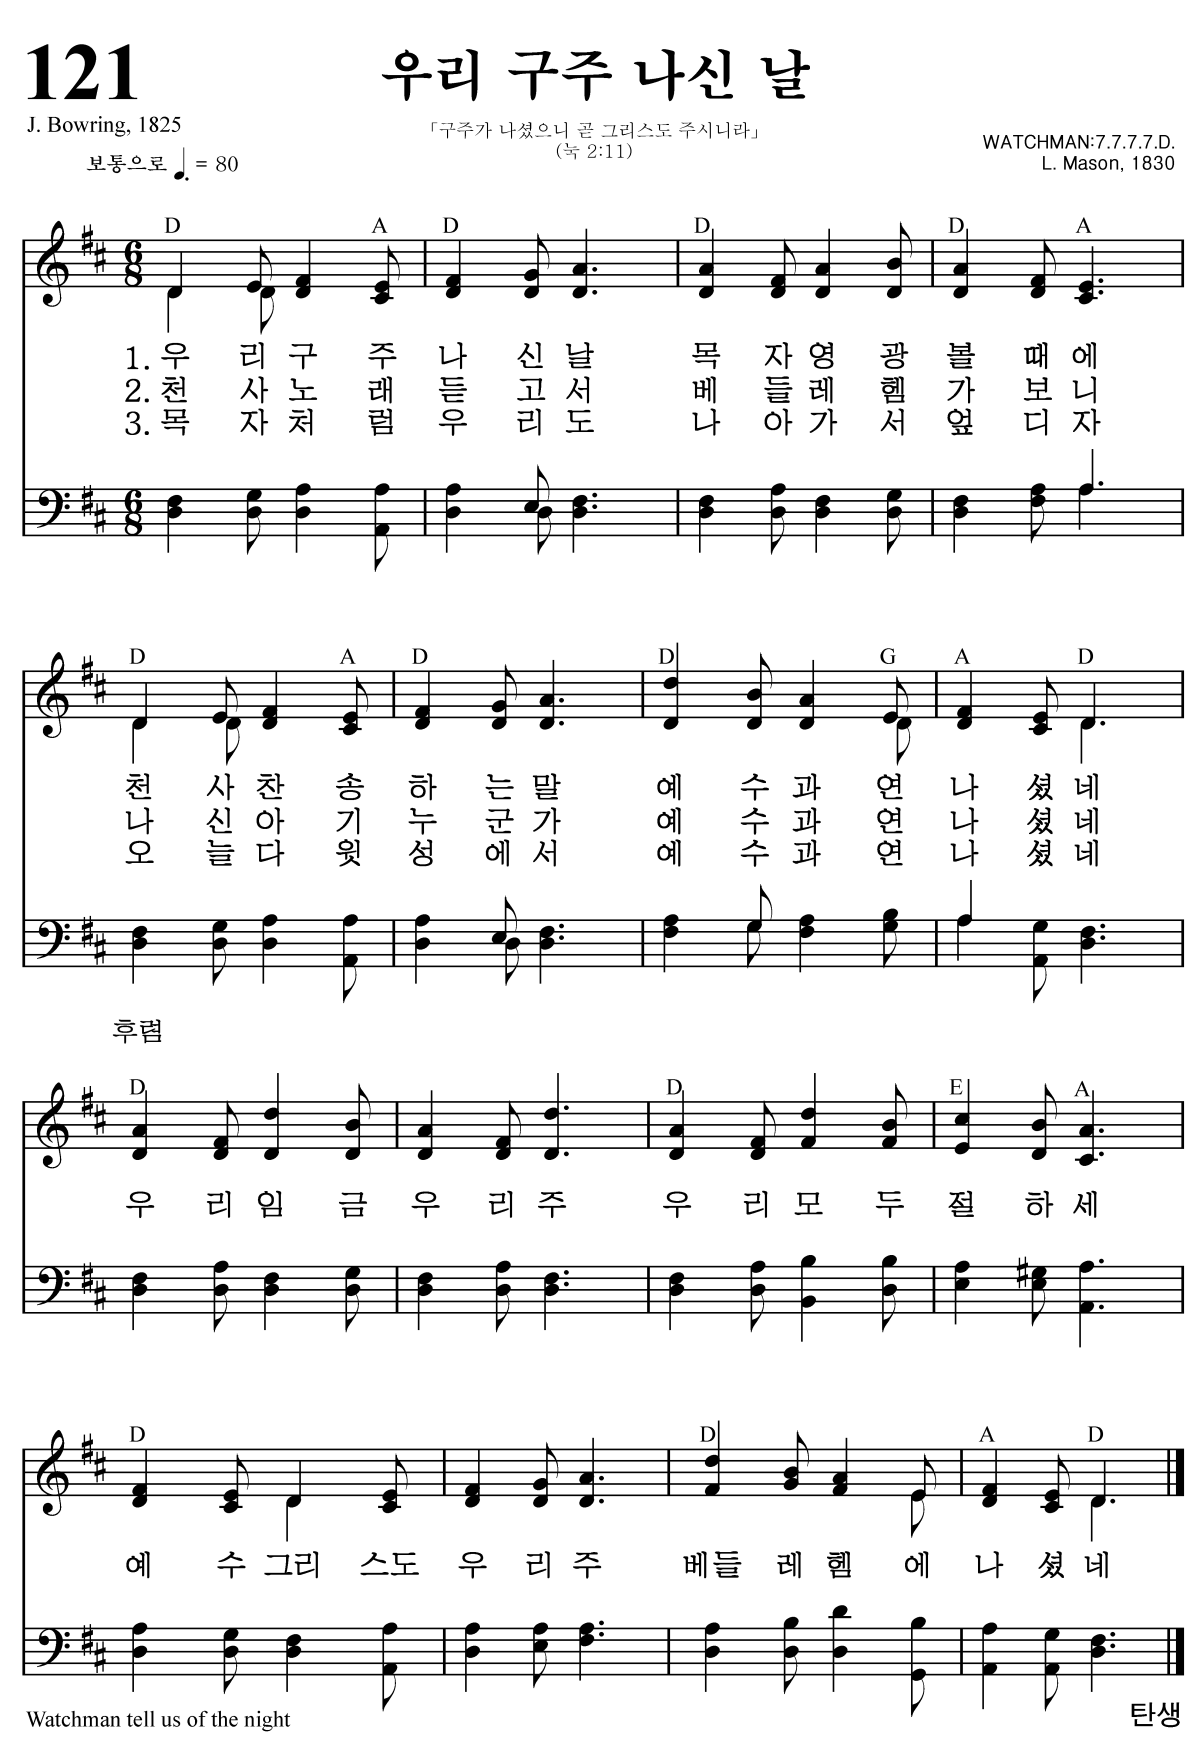 121
우리 구주 나신 날
J. Bowring, 1825
「구주가 나셨으니 곧 그리스도 주시니라」
(눅 2:11)
WATCHMAN:7.7.7.7.D.
L. Mason, 1830
보통으로 ♩. = 80
D A D D D A
6 8
1. 우 리 구 주 나 신 날 목 자 영 광 볼 때 에
2. 천 사 노 래 듣 고 서 베 들 레 헴 가 보 니
3. 목 자 처 럼 우 리 도 나 아 가 서 엎 디 자
6 8
D A D D G A D
천 사 찬 송 하 는 말 예 수 과 연 나 셨 네
나 신 아 기 누 군 가 예 수 과 연 나 셨 네
오 늘 다 윗 성 에 서 예 수 과 연 나 셨 네
후렴
D D E A
우 리 임 금 우 리 주 우 리 모 두 절 하 세
D D A D
예 수 그리 스도 우 리 주 베들 레 헴 에 나 셨 네
Watchman tell us of the night
탄생